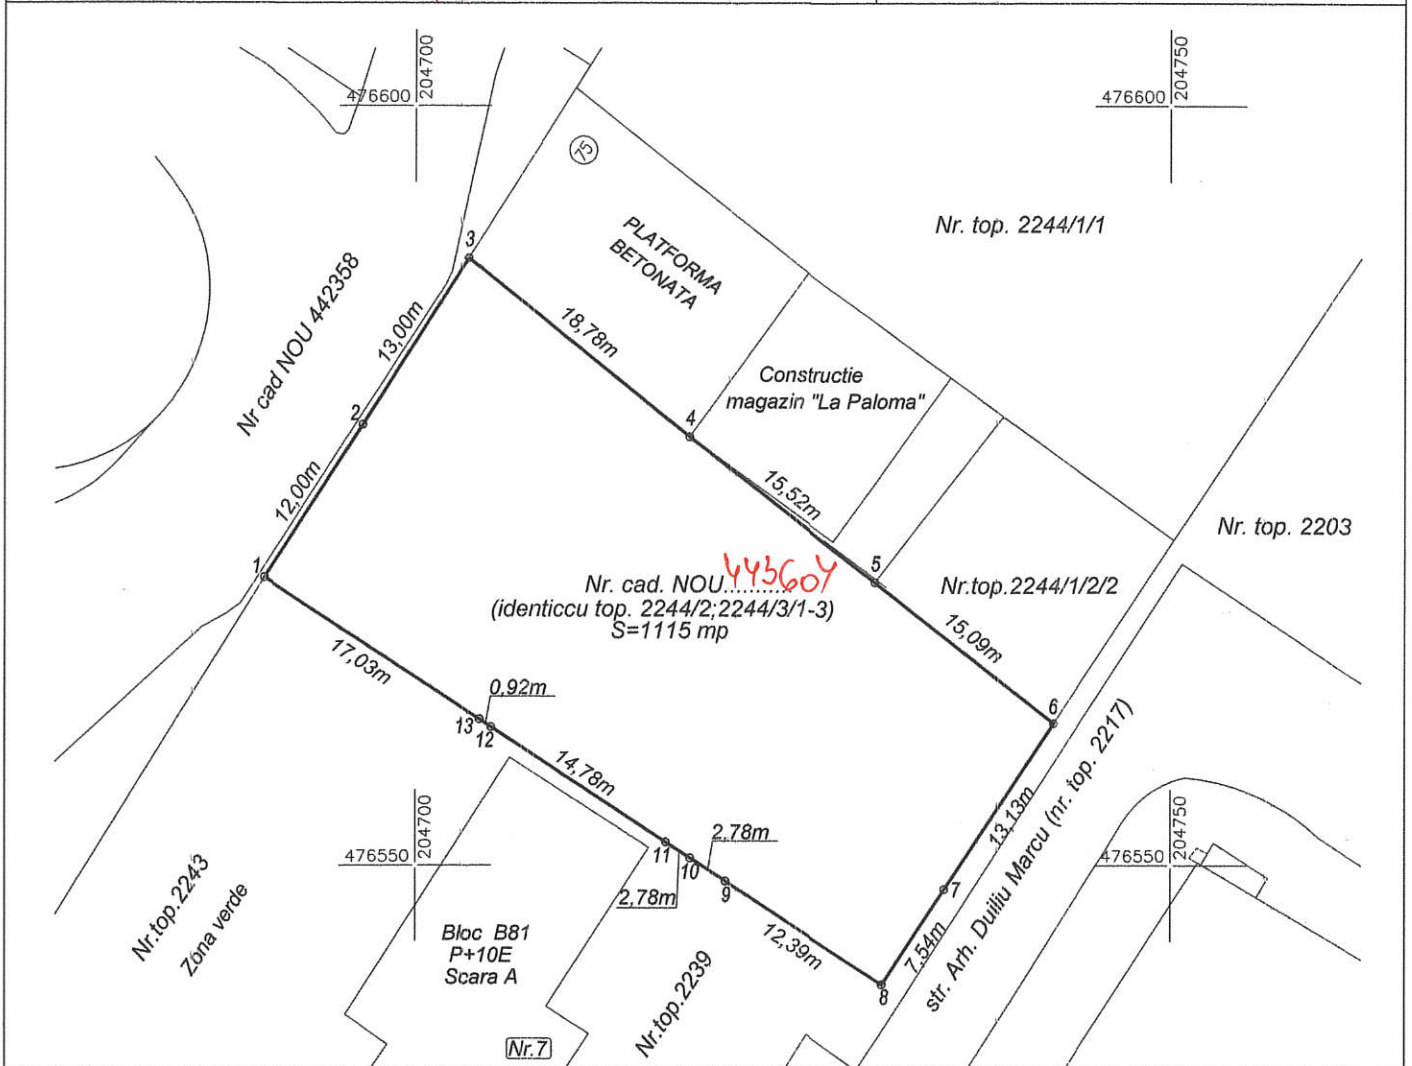 476600
204700
476600
204750
75
Nr. top. 2244/1/1
PLATFORMA
BETONATA
3
Nr cad NOU 442358
13,00m
18,78m
2
4
Constructie
magazin "La Paloma"
12,00m
15,52m
Nr. top. 2203
1
5
Nr. cad. NOU..........443604
(identiccu top. 2244/2;2244/3/1-3)
S=1115 mp
Nr.top.2244/1/2/2
15,09m
17,03m
0,92m
13
12
6
14,78m
13,13m
str. Arh. Duiliu Marcu (nr. top. 2217)
476550
204700
11
10
2,78m
2,78m
9
476550
204750
7
12,39m
7,54m
8
Nr.top.2243
Zona verde
Bloc B81
P+10E
Scara A
Nr.top.2239
Nr.7